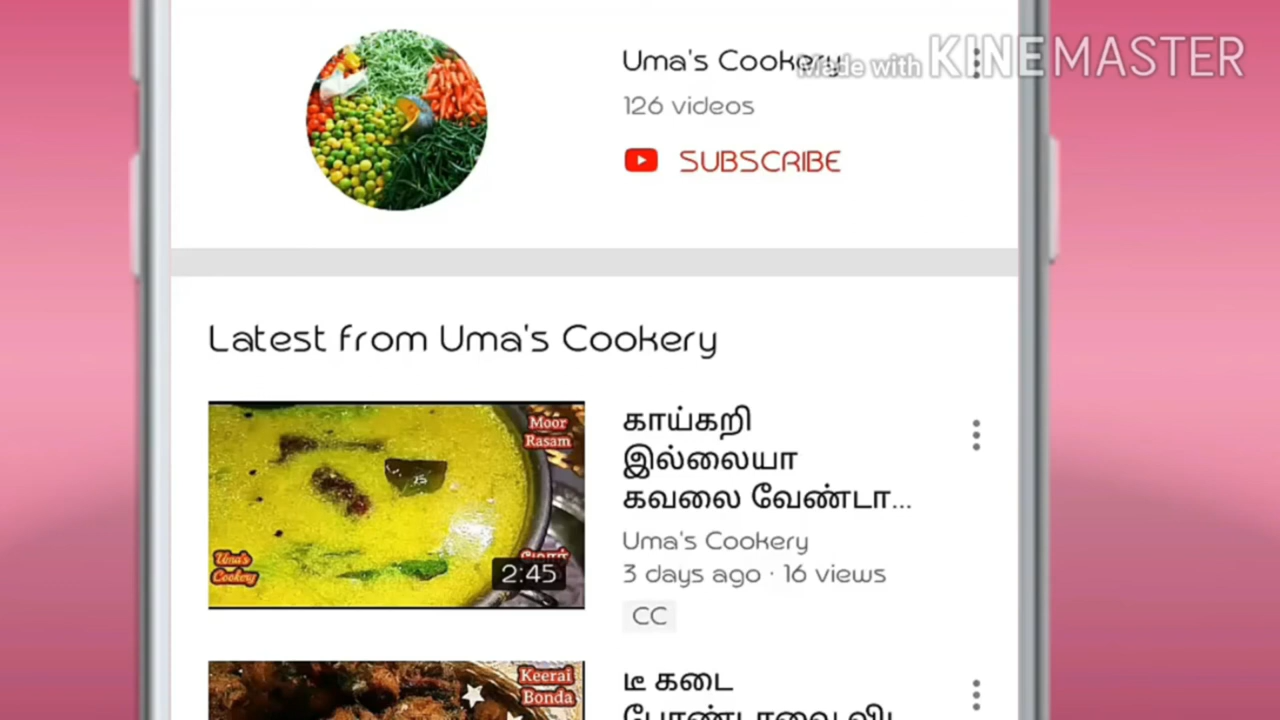 Uma's Cookery
Made with KINEMASTER
126 videos
SUBSCRIBE
Latest from Uma's Cookery
Moor
Rasam
காய்கறி
இல்லையா
கவலை வேண்டா...
Uma's
Cookery
மோர்
2:45
Uma's Cookery
3 days ago · 16 views
CC
Keerai
Bonda
டீ கடை